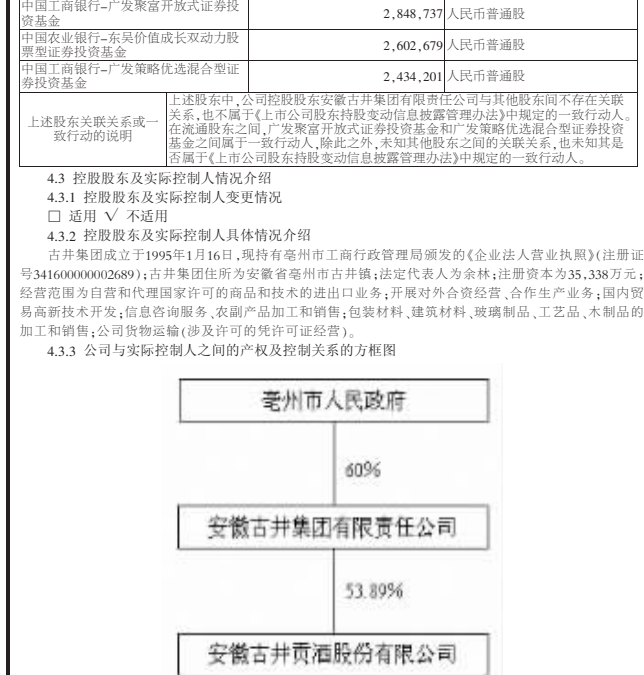 中国工商银行–广发聚富开放式证券投
资基金
2,848,737 人民币普通股
中国农业银行–东吴价值成长双动力股
票型证券投资基金
2,602,679 人民币普通股
中国工商银行–广发策略优选混合型证
券投资基金
2,434,201 人民币普通股
上述股东关联关系或一
致行动的说明
上述股东中,公司控股股东安徽古井集团有限责任公司与其他股东间不存在关联
关系,也不属于《上市公司股东持股变动信息披露管理办法》中规定的一致行动人。
在流通股东之间,广发聚富开放式证券投资基金和广发策略优选混合型证券投资
基金之间属于一致行动人,除此之外,未知其他股东之间的关联关系,也未知其是
否属于《上市公司股东持股变动信息披露管理办法》中规定的一致行动人。
4.3 控股股东及实际控制人情况介绍
4.3.1 控股股东及实际控制人变更情况
□ 适用 √ 不适用
4.3.2 控股股东及实际控制人具体情况介绍
古井集团成立于1995年1月16日,现持有亳州市工商行政管理局颁发的《企业法人营业执照》(注册证
号341600000002689);古井集团住所为安徽省亳州市古井镇;法定代表人为余林;注册资本为35,338万元;
经营范围为自营和代理国家许可的商品和技术的进出口业务;开展对外合资经营、合作生产业务;国内贸
易高新技术开发;信息咨询服务、农副产品加工和销售;包装材料、建筑材料、玻璃制品、工艺品、木制品的
加工和销售;公司货物运输(涉及许可的凭许可证经营)。
4.3.3 公司与实际控制人之间的产权及控制关系的方框图
亳州市人民政府
60%
安徽古井集团有限责任公司
53.89%
安徽古井贡酒股份有限公司